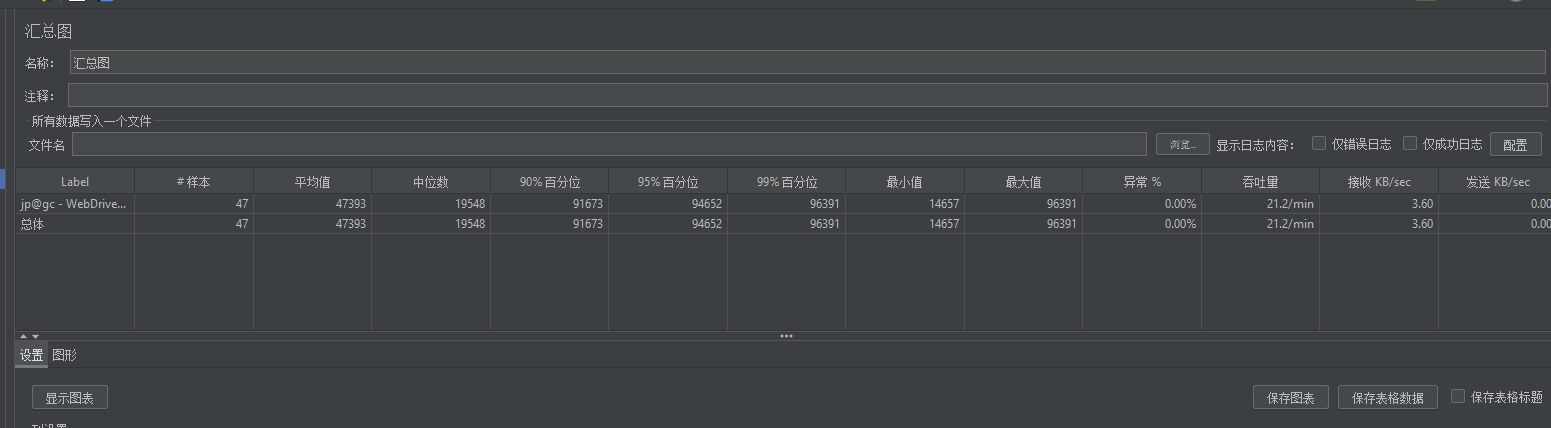 汇总图
名称： 汇总图
注释：
所有数据写入一个文件
文件名 浏览... 显示日志内容： 仅错误日志 仅成功日志 配置
Label # 样本 平均值 中位数 90% 百分位 95% 百分位 99% 百分位 最小值 最大值 异常 % 吞吐量 接收 KB/sec 发送 KB/sec
jp@gc - WebDrive... 47 47393 19548 91673 94652 96391 14657 96391 0.00% 21.2/min 3.60 0.00
总体 47 47393 19548 91673 94652 96391 14657 96391 0.00% 21.2/min 3.60 0.00
设置 图形
显示图表 保存图表 保存表格数据 保存表格标题